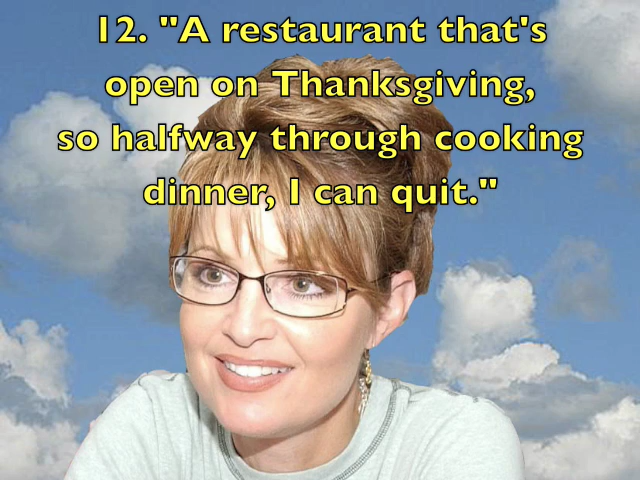 12. "A restaurant that's
open on Thanksgiving,
so halfway through cooking
dinner, I can quit."